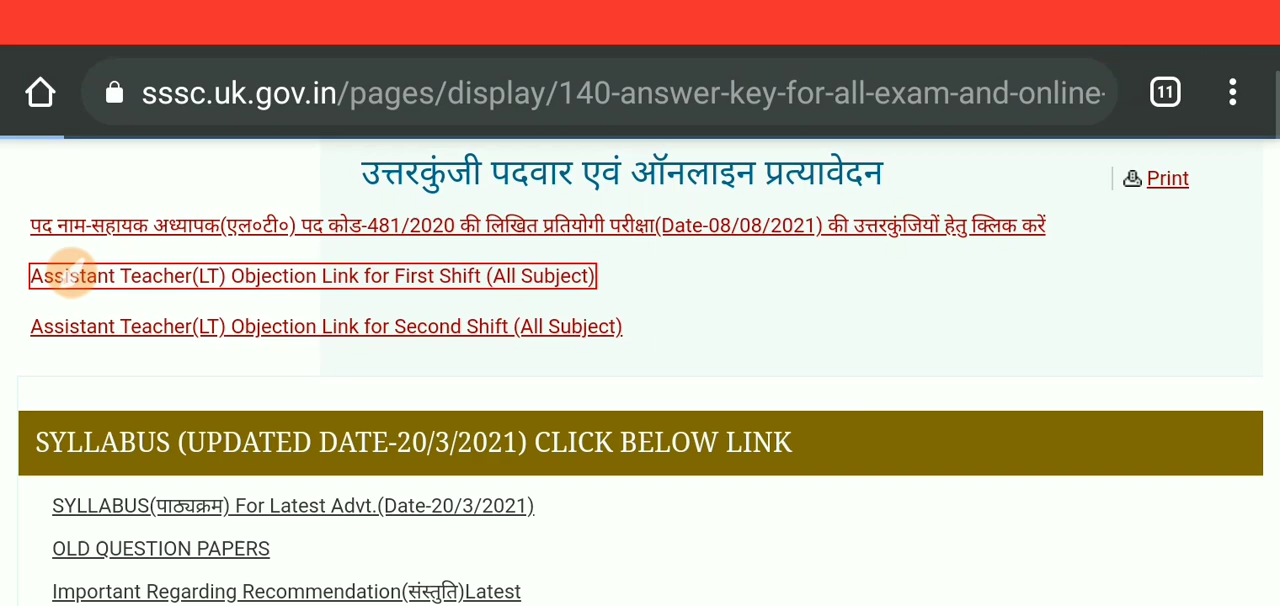 sssc.uk.gov.in/pages/display/140-answer-key-for-all-exam-and-online-
11
उत्तरकुंजी पदवार एवं ऑनलाइन प्रत्यावेदन
Print
पद नाम-सहायक अध्यापक(एल०टी०) पद कोड-481/2020 की लिखित प्रतियोगी परीक्षा(Date-08/08/2021) की उत्तरकुंजियों हेतु क्लिक करें
Assistant Teacher(LT) Objection Link for First Shift (All Subject)
Assistant Teacher(LT) Objection Link for Second Shift (All Subject)
SYLLABUS (UPDATED DATE-20/3/2021) CLICK BELOW LINK
SYLLABUS(पाठ्यक्रम) For Latest Advt.(Date-20/3/2021)
OLD QUESTION PAPERS
Important Regarding Recommendation(संस्तुति)Latest